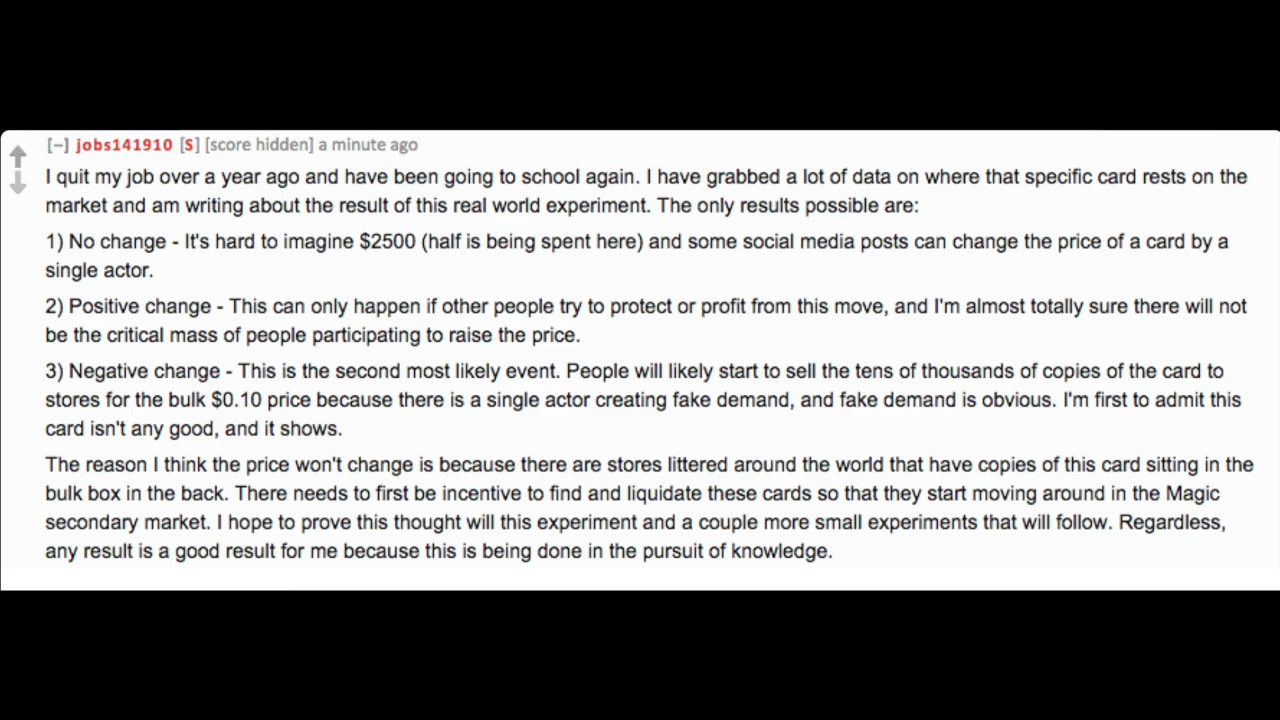 [–] jobs141910 [S] [score hidden] a minute ago
I quit my job over a year ago and have been going to school again. I have grabbed a lot of data on where that specific card rests on the
market and am writing about the result of this real world experiment. The only results possible are:
1) No change - It's hard to imagine $2500 (half is being spent here) and some social media posts can change the price of a card by a
single actor.
2) Positive change - This can only happen if other people try to protect or profit from this move, and I'm almost totally sure there will not
be the critical mass of people participating to raise the price.
3) Negative change - This is the second most likely event. People will likely start to sell the tens of thousands of copies of the card to
stores for the bulk $0.10 price because there is a single actor creating fake demand, and fake demand is obvious. I'm first to admit this
card isn't any good, and it shows.
The reason I think the price won't change is because there are stores littered around the world that have copies of this card sitting in the
bulk box in the back. There needs to first be incentive to find and liquidate these cards so that they start moving around in the Magic
secondary market. I hope to prove this thought will this experiment and a couple more small experiments that will follow. Regardless,
any result is a good result for me because this is being done in the pursuit of knowledge.